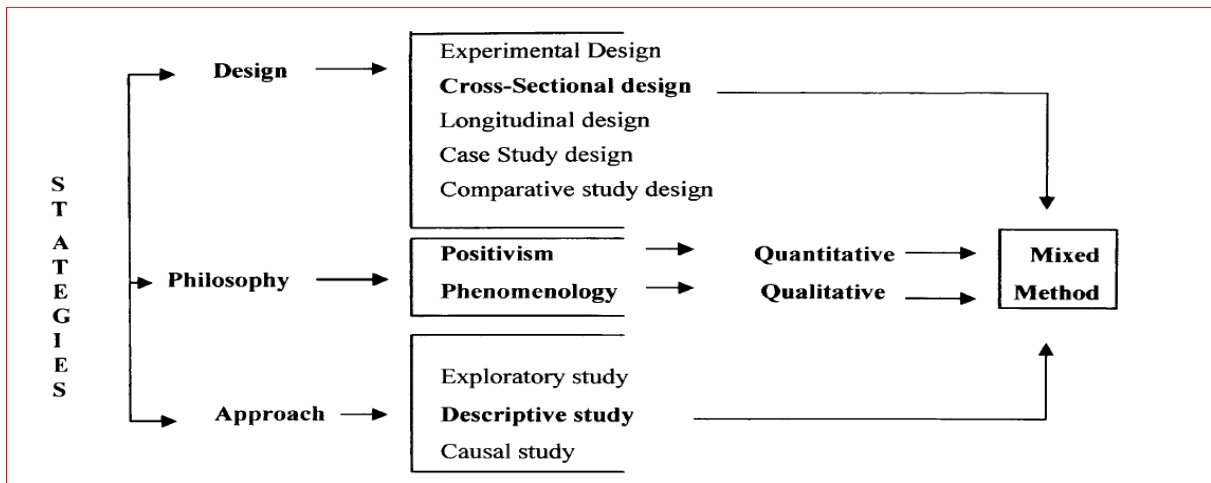 STATEGIES
Design
Experimental Design
Cross-Sectional design
Longitudinal design
Case Study design
Comparative study design
Philosophy
Positivism
Phenomenology
Quantitative
Qualitative
Mixed
Method
Approach
Exploratory study
Descriptive study
Causal study